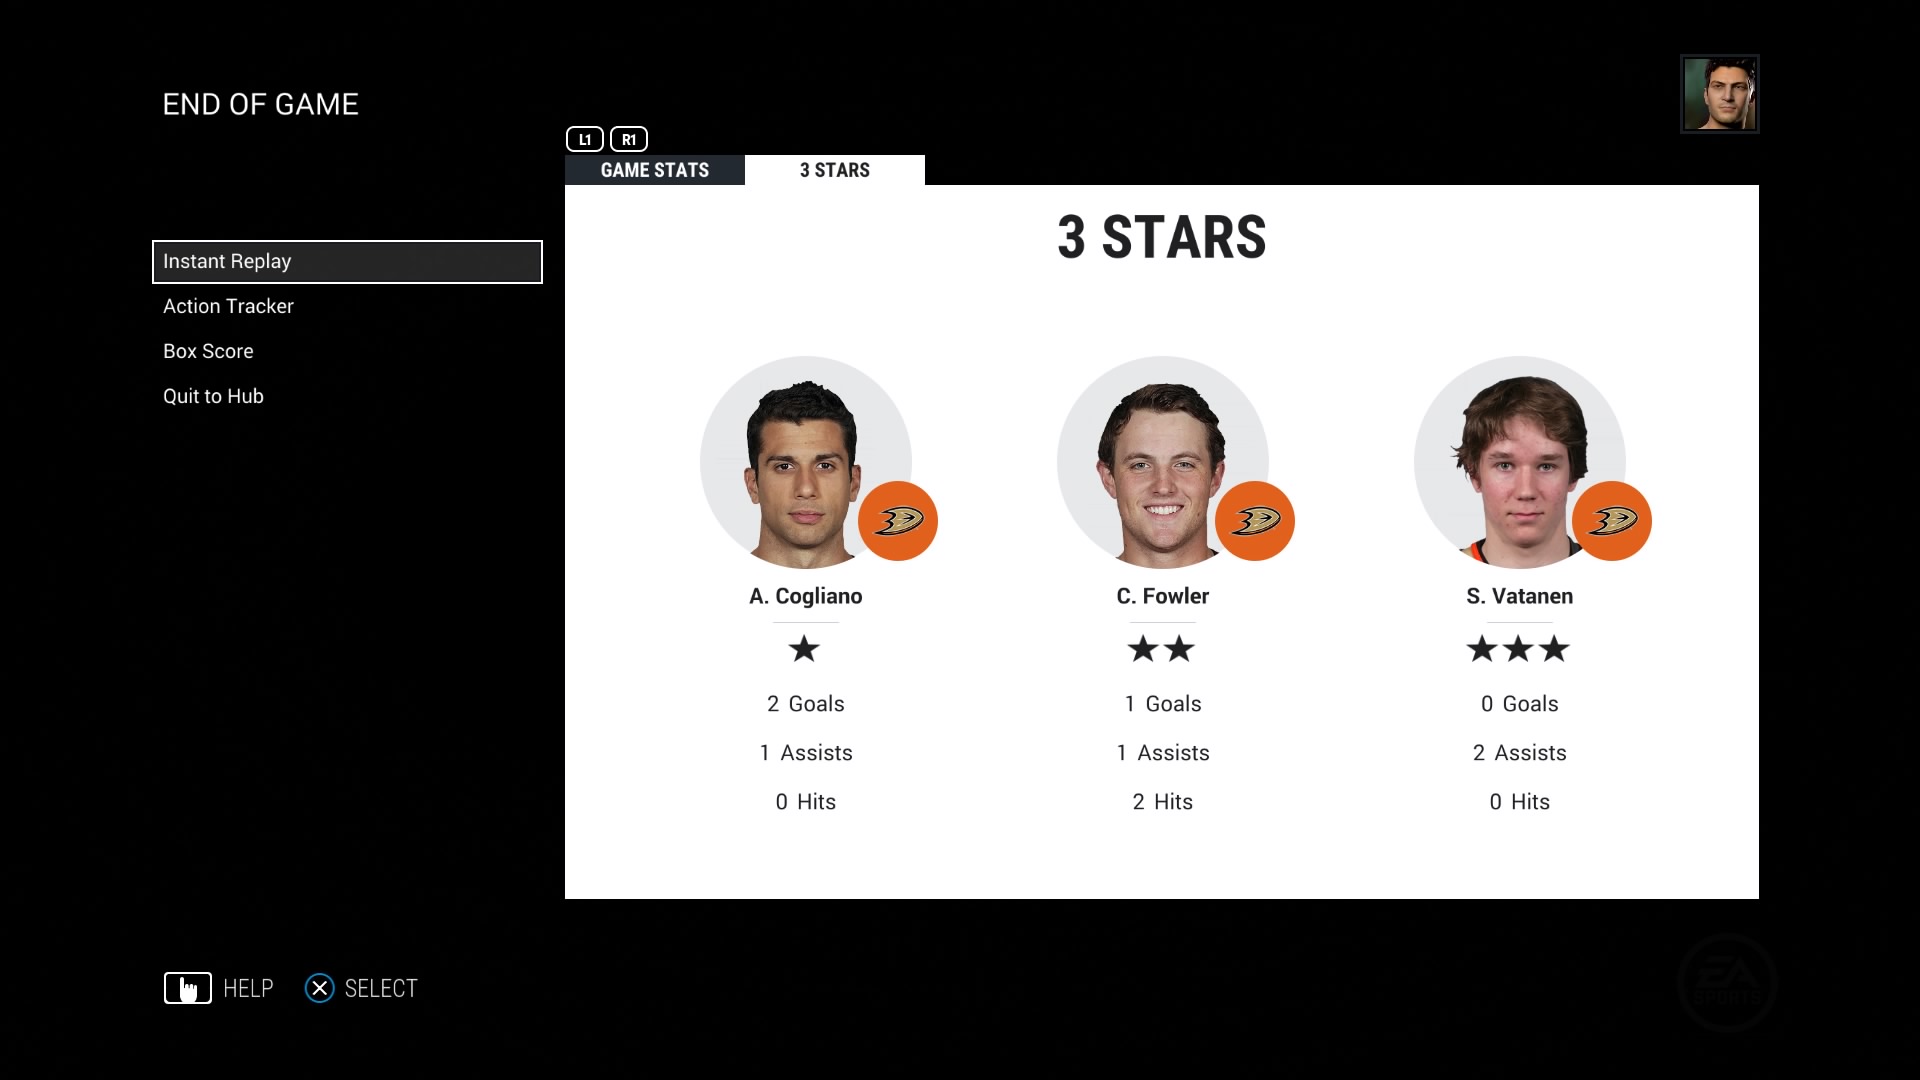 END OF GAME
L1 R1
GAME STATS 3 STARS
3 STARS
Instant Replay
Action Tracker
Box Score
Quit to Hub
A. Cogliano C. Fowler S. Vatanen
2 Goals 1 Goals 0 Goals
1 Assists 1 Assists 2 Assists
0 Hits 2 Hits 0 Hits
HELP SELECT
EA
SPORTS